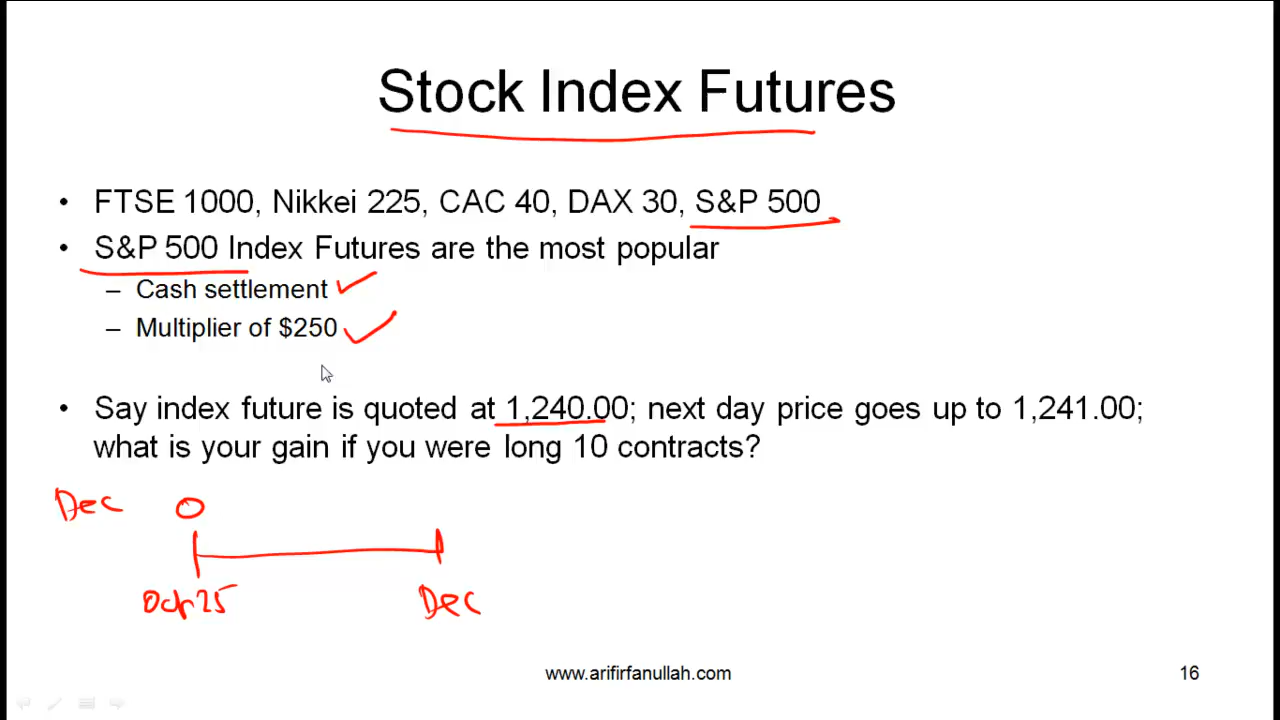 Stock Index Futures
• FTSE 1000, Nikkei 225, CAC 40, DAX 30, S&P 500
• S&P 500 Index Futures are the most popular
– Cash settlement
– Multiplier of $250
• Say index future is quoted at 1,240.00; next day price goes up to 1,241.00;
what is your gain if you were long 10 contracts?
Dec 0
Oct 25 Dec
www.arifirfanullah.com 16